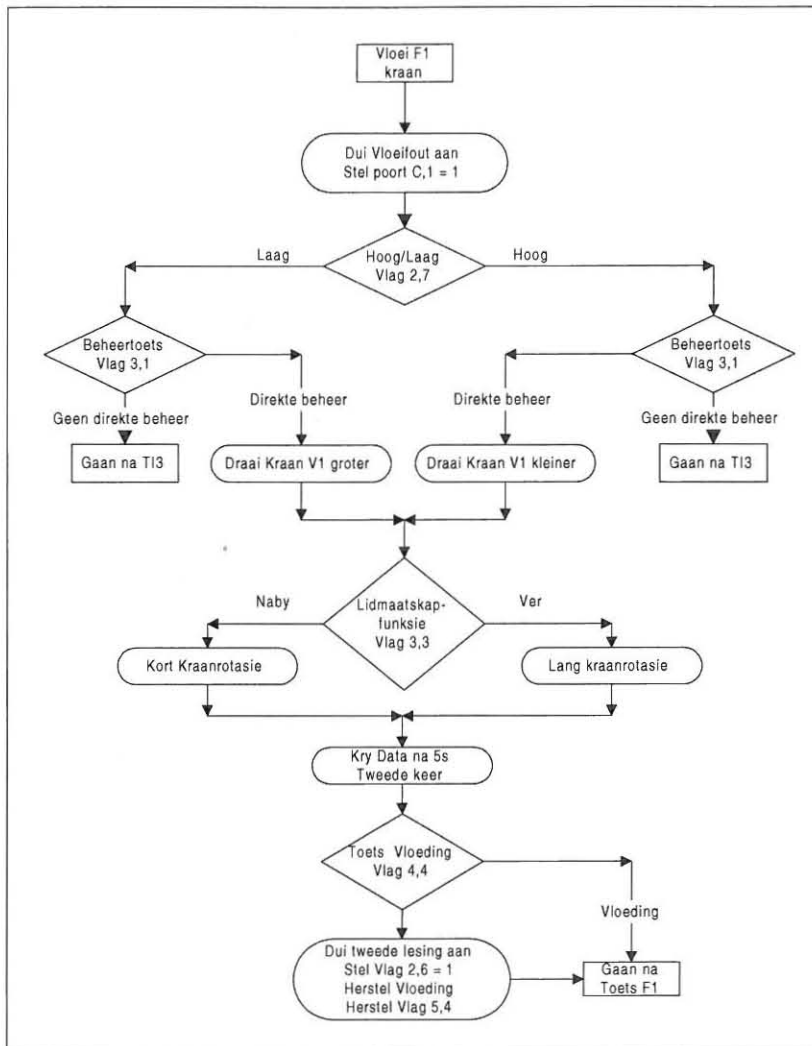 Vloei F1
kraan
Dui Vloeifout aan
Stel poort C,1 = 1
Laag
Hoog/Laag
Vlag 2,7
Hoog
Beheertoets
Vlag 3,1
Beheertoets
Vlag 3,1
Direkte beheer
Direkte beheer
Geen direkte beheer
Geen direkte beheer
Gaan na TI3
Draai Kraan V1 groter
Draai Kraan V1 kleiner
Gaan na TI3
Naby
Lidmaatskap-
funksie
Vlag 3,3
Ver
Kort Kraanrotasie
Lang kraanrotasie
Kry Data na 5s
Tweede keer
Toets Vloeding
Vlag 4,4
Vloeding
Dui tweede lesing aan
Stel Vlag 2,6 = 1
Herstel Vloeding
Herstel Vlag 5,4
Gaan na
Toets F1